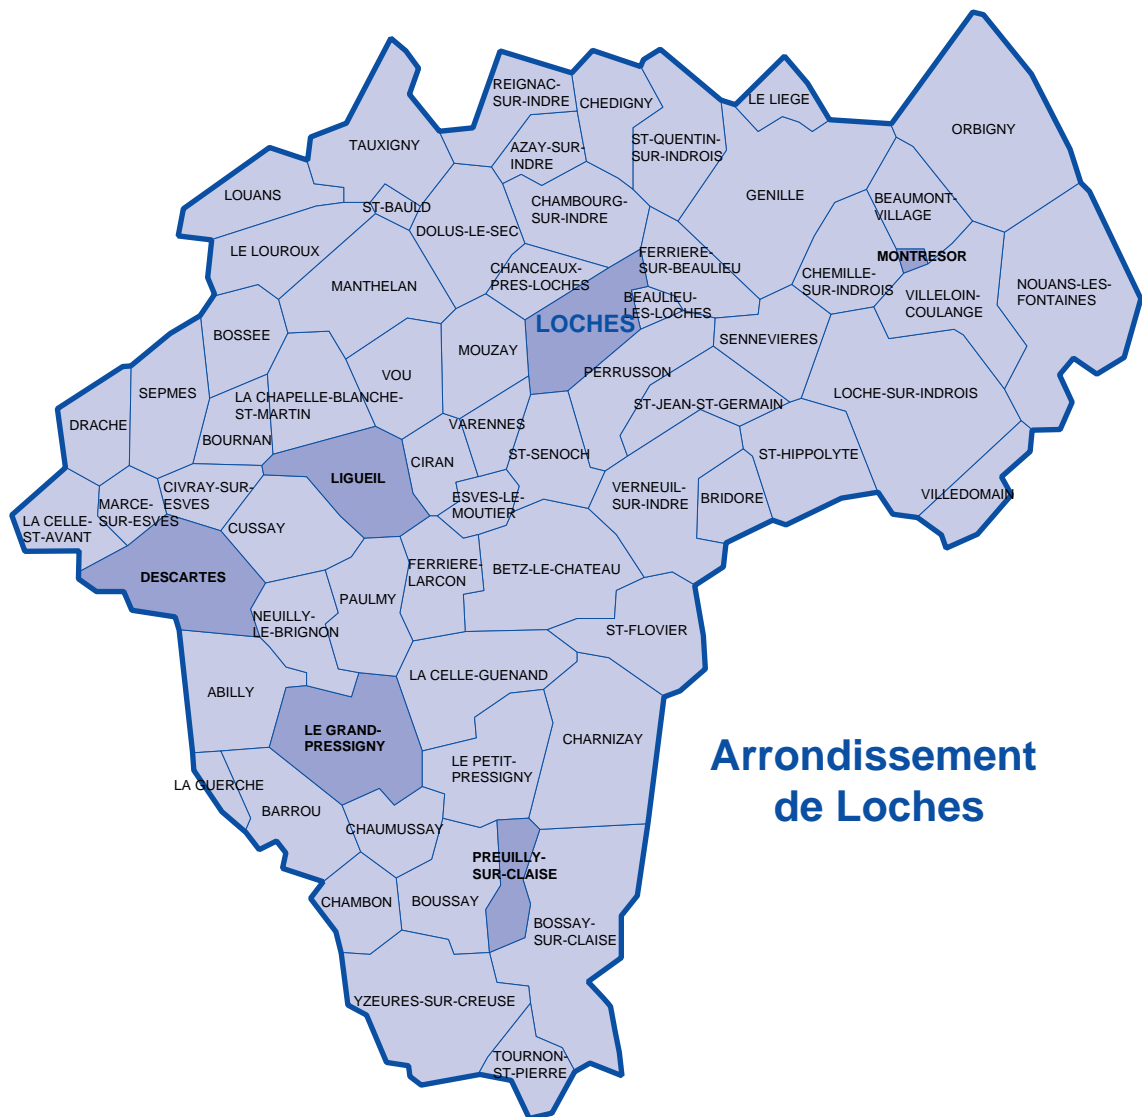 REIGNAC-
SUR-INDRE
CHEDIGNY
LE LIEGE
ORBIGNY
TAUXIGNY
AZAY-SUR-
INDRE
ST-QUENTIN-
SUR-INDROIS
LOUANS
ST-BAULD
CHAMBOURG-
SUR-INDRE
GENILLE
BEAUMONT-
VILLAGE
DOLUS-LE-SEC
LE LOUROUX
FERRIERE-
SUR-BEAULIEU
MONTRESOR
CHANCEAUX-
PRES-LOCHES
CHEMILLE-
SUR-INDROIS
NOUANS-LES-
FONTAINES
MANTHELAN
BEAULIEU-
LES-LOCHES
VILLELOIN-
COULANGE
LOCHES
BOSSEE
MOUZAY
SENNEVIERES
VOU
PERRUSSON
SEPMES
LA CHAPELLE-BLANCHE-
ST-MARTIN
ST-JEAN-ST-GERMAIN
LOCHE-SUR-INDROIS
DRACHE
BOURNAN
VARENNES
CIRAN
ST-SENOCH
ST-HIPPOLYTE
LIGUEIL
CIVRAY-SUR-
ESVES
VERNEUIL-
SUR-INDRE
BRIDORE
VILLEDOMAIN
MARCE-
SUR-ESVES
ESVES-LE-
MOUTIER
LA CELLE-
ST-AVANT
CUSSAY
DESCARTES
FERRIERE-
LARCON
BETZ-LE-CHATEAU
PAULMY
NEUILLY-
LE-BRIGNON
ST-FLOVIER
LA CELLE-GUENAND
ABILLY
LE GRAND-
PRESSIGNY
CHARNIZAY
LE PETIT-
PRESSIGNY
Arrondissement
de Loches
LA GUERCHE
BARROU
CHAUMUSSAY
PREUILLY-
SUR-CLAISE
CHAMBON
BOUSSAY
BOSSAY-
SUR-CLAISE
YZEURES-SUR-CREUSE
TOURNON-
ST-PIERRE